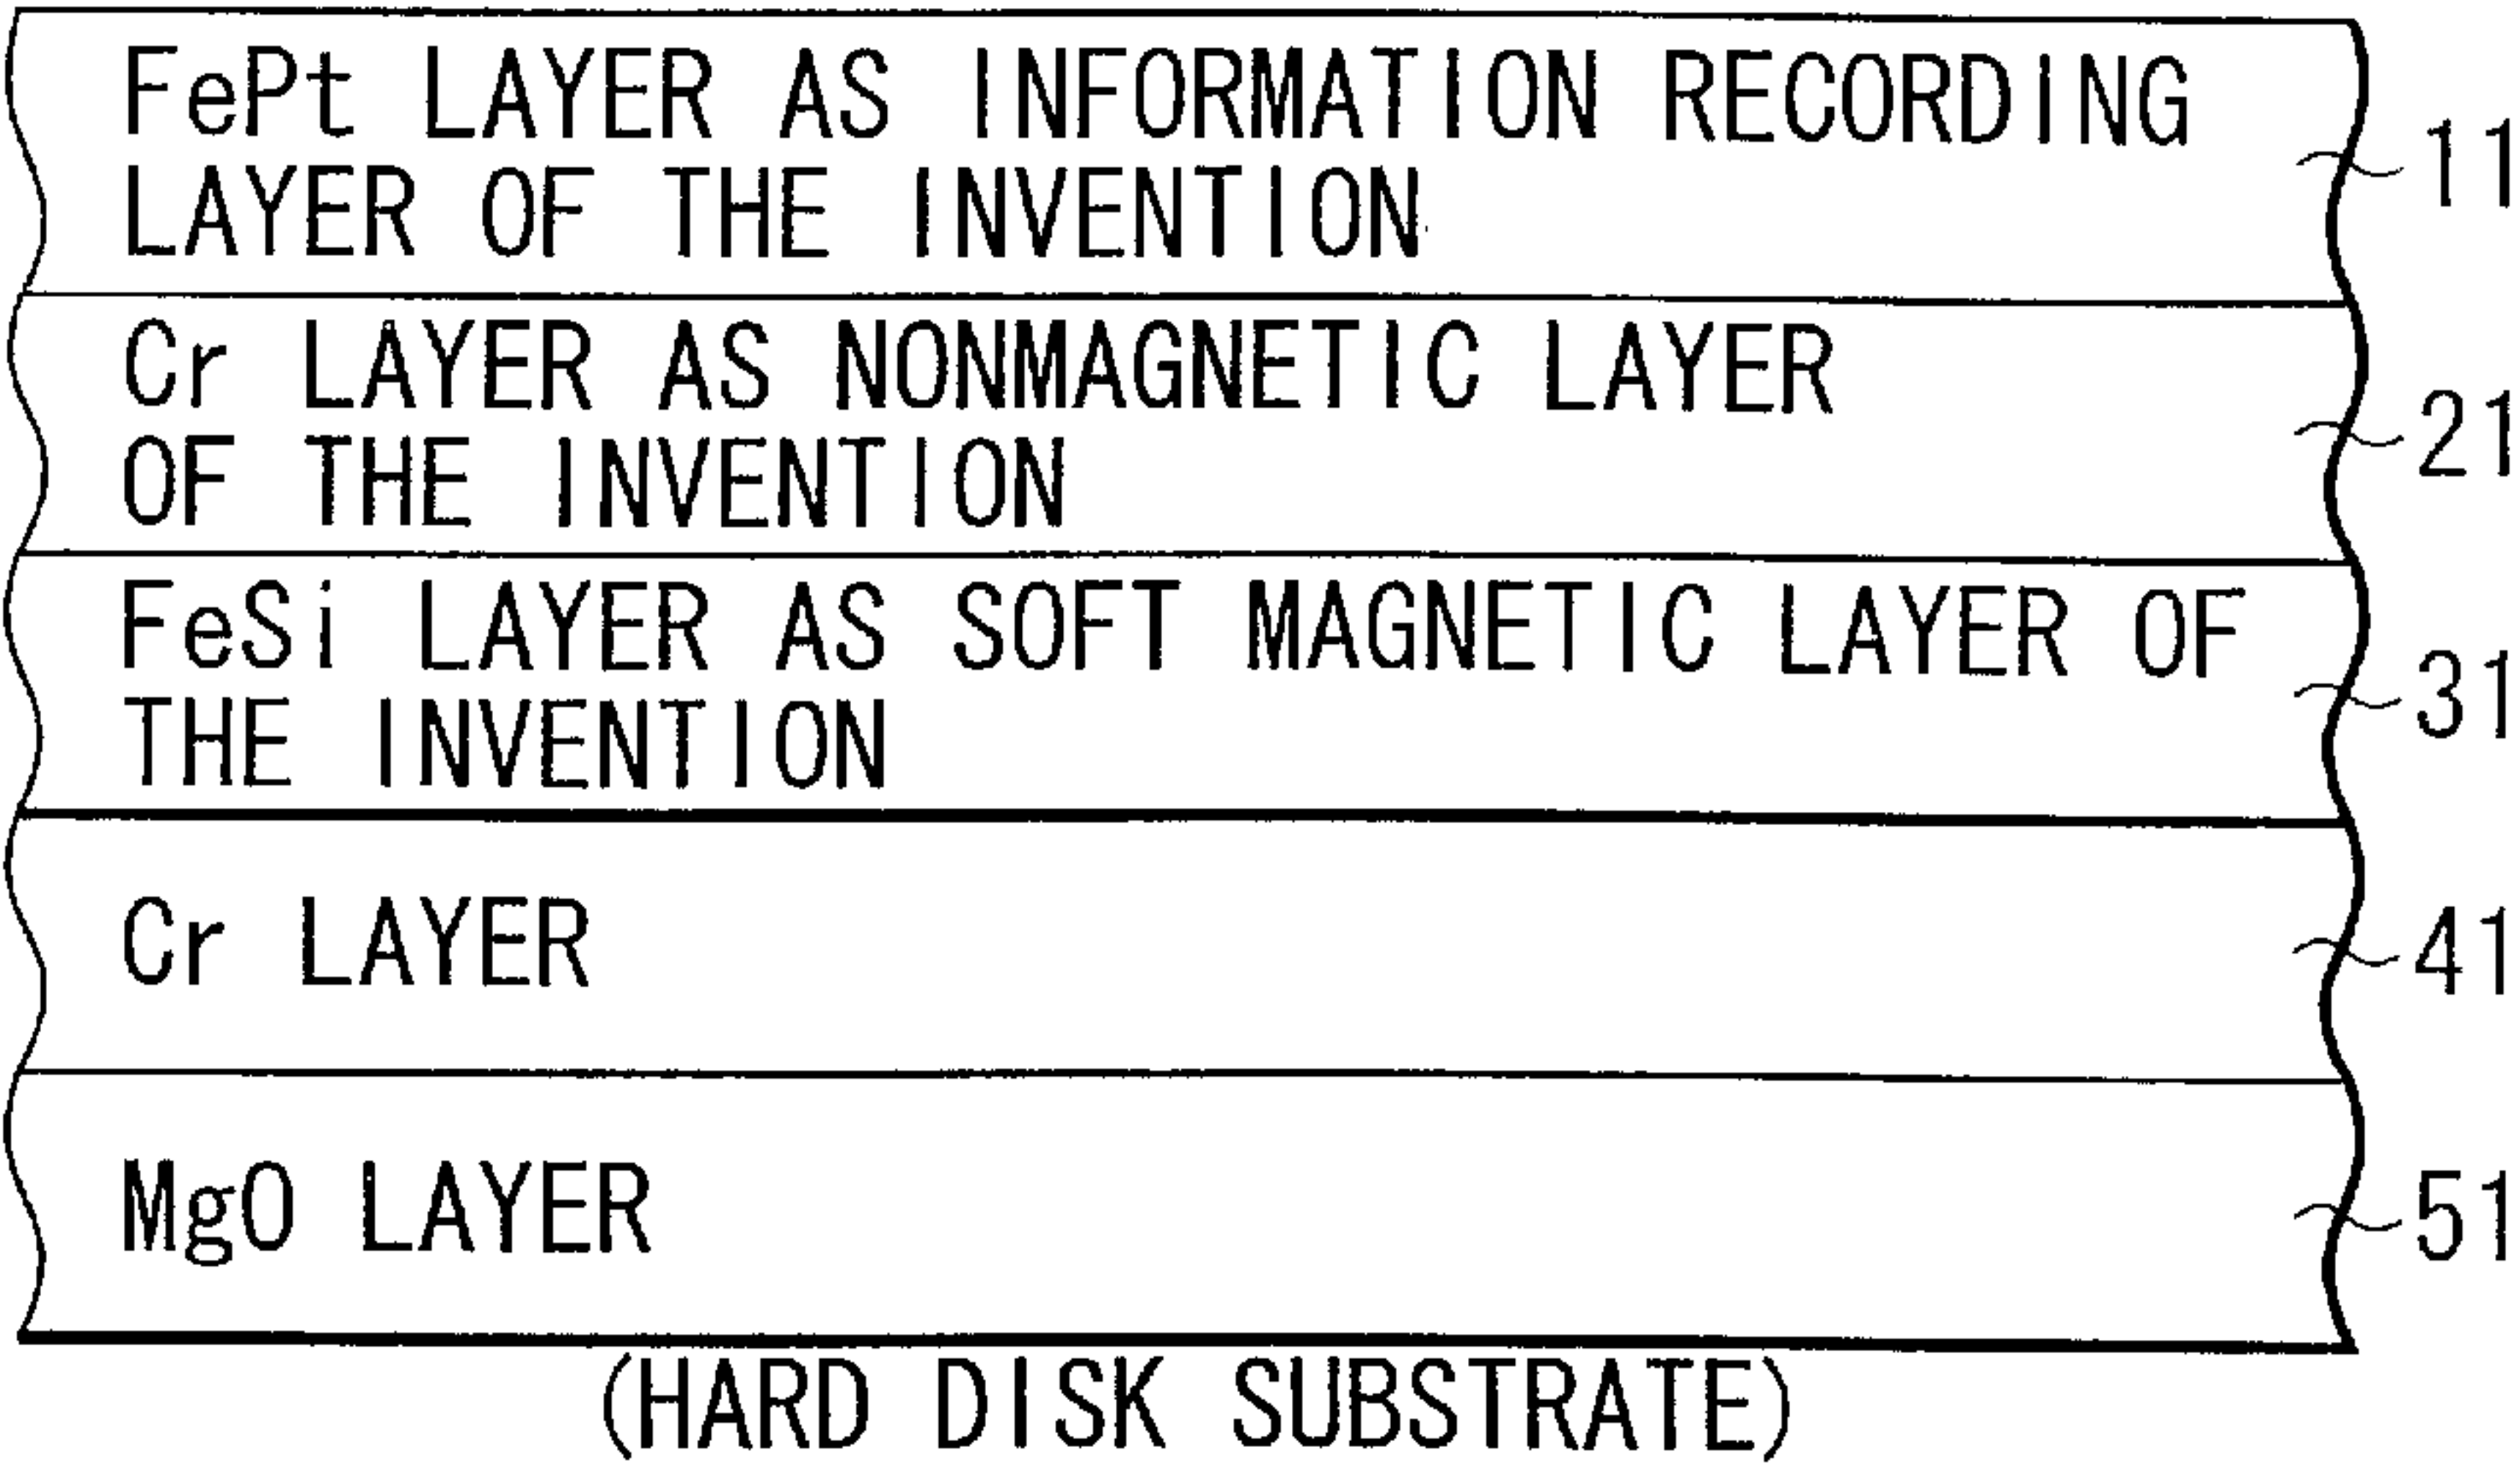 FePt LAYER AS INFORMATION RECORDING
LAYER OF THE INVENTION
11
Cr LAYER AS NONMAGNETIC LAYER
OF THE INVENTION
21
FeSi LAYER AS SOFT MAGNETIC LAYER OF
THE INVENTION
31
Cr LAYER
41
MgO LAYER
51
(HARD DISK SUBSTRATE)